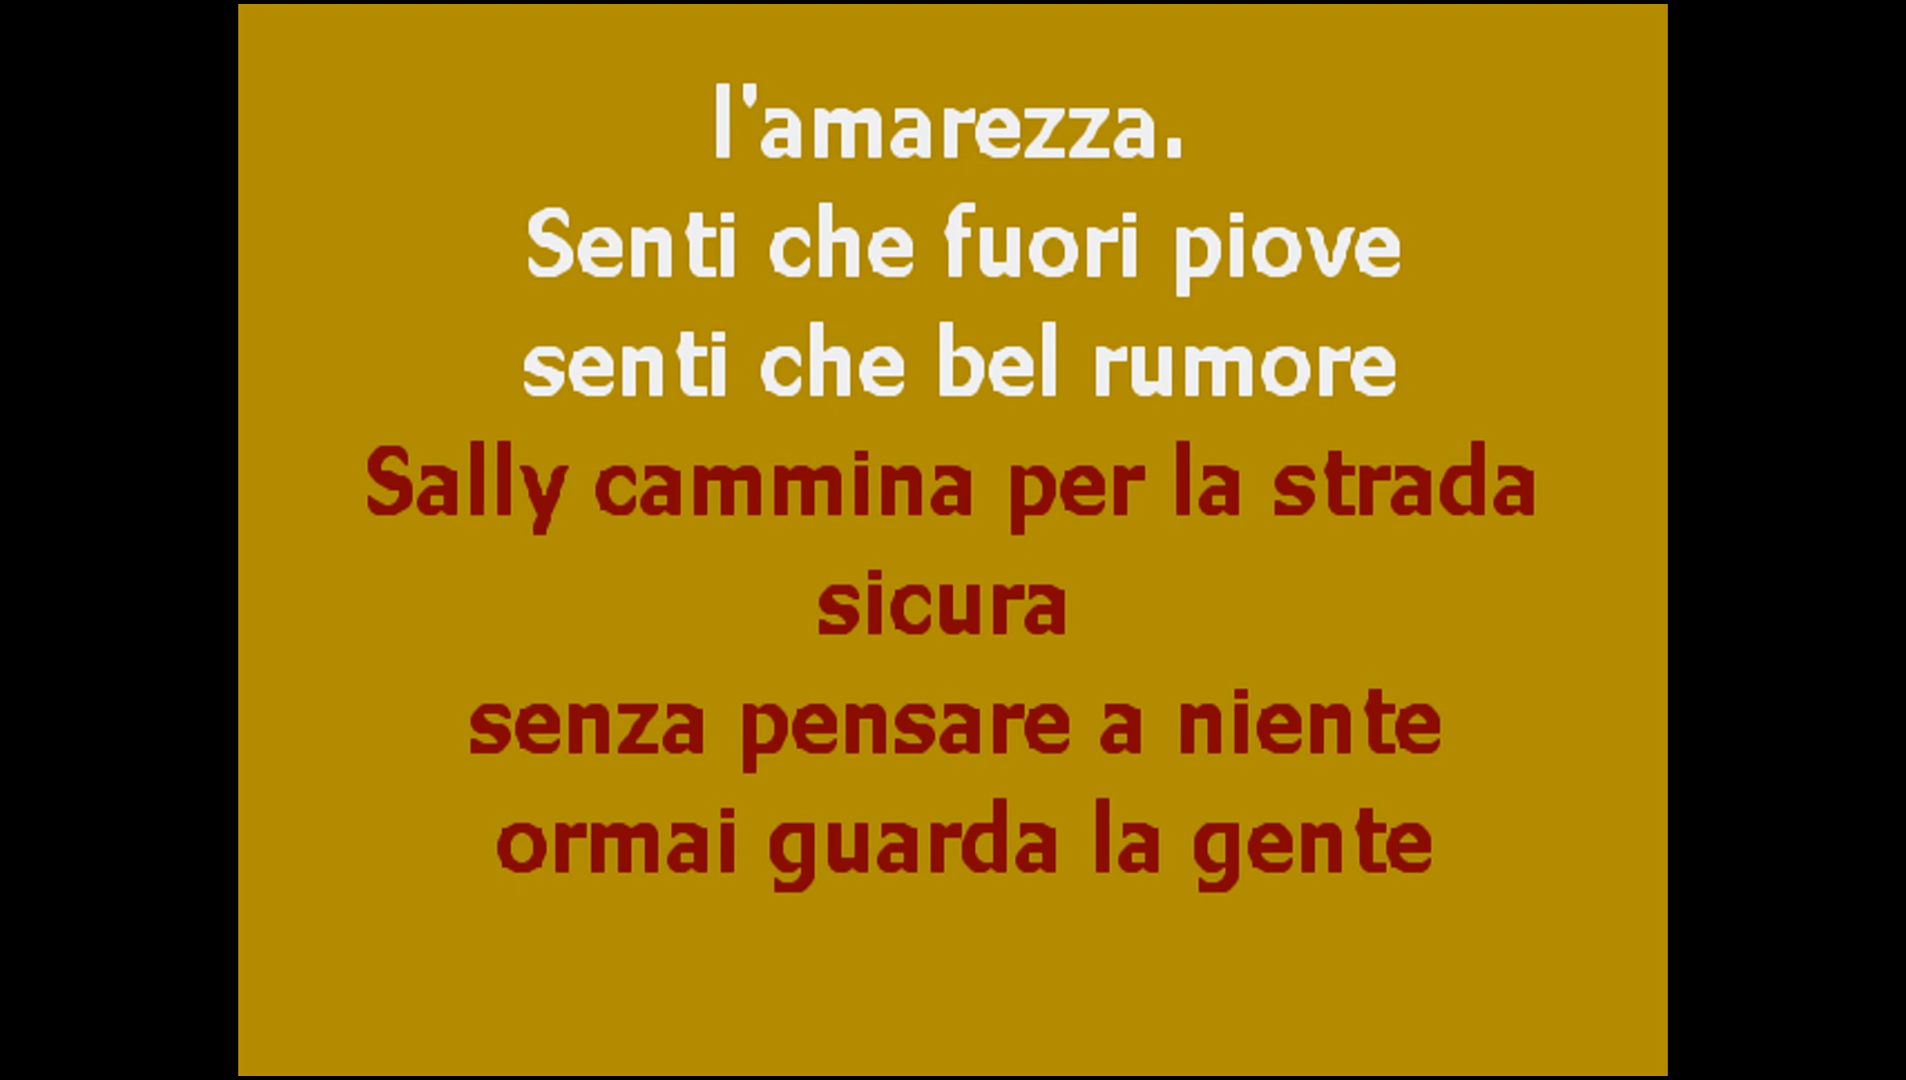 l'amarezza.
Senti che fuori piove
senti che bel rumore
Sally cammina per la strada
sicura
senza pensare a niente
ormai guarda la gente